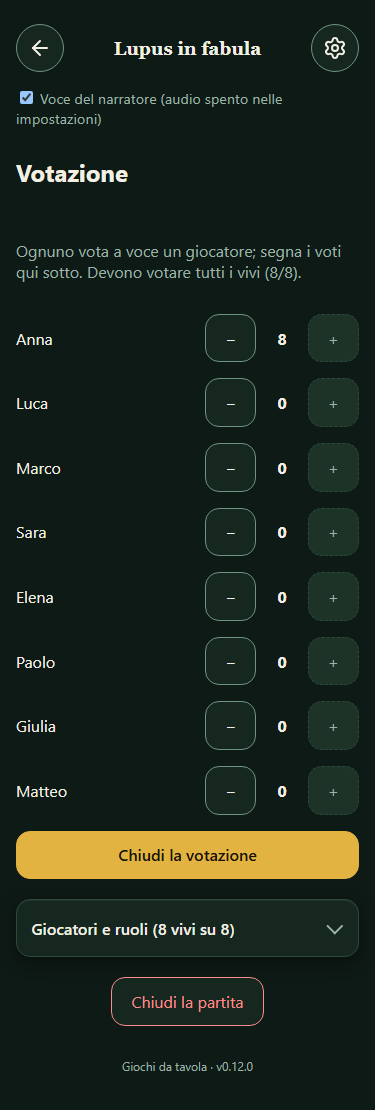 Lupus in fabula
Voce del narratore (audio spento nelle
impostazioni)
Votazione
Ognuno vota a voce un giocatore; segna i voti
qui sotto. Devono votare tutti i vivi (8/8).
Anna – 8 +
Luca – 0 +
Marco – 0 +
Sara – 0 +
Elena – 0 +
Paolo – 0 +
Giulia – 0 +
Matteo – 0 +
Chiudi la votazione
Giocatori e ruoli (8 vivi su 8)
Chiudi la partita
Giochi da tavola · v0.12.0